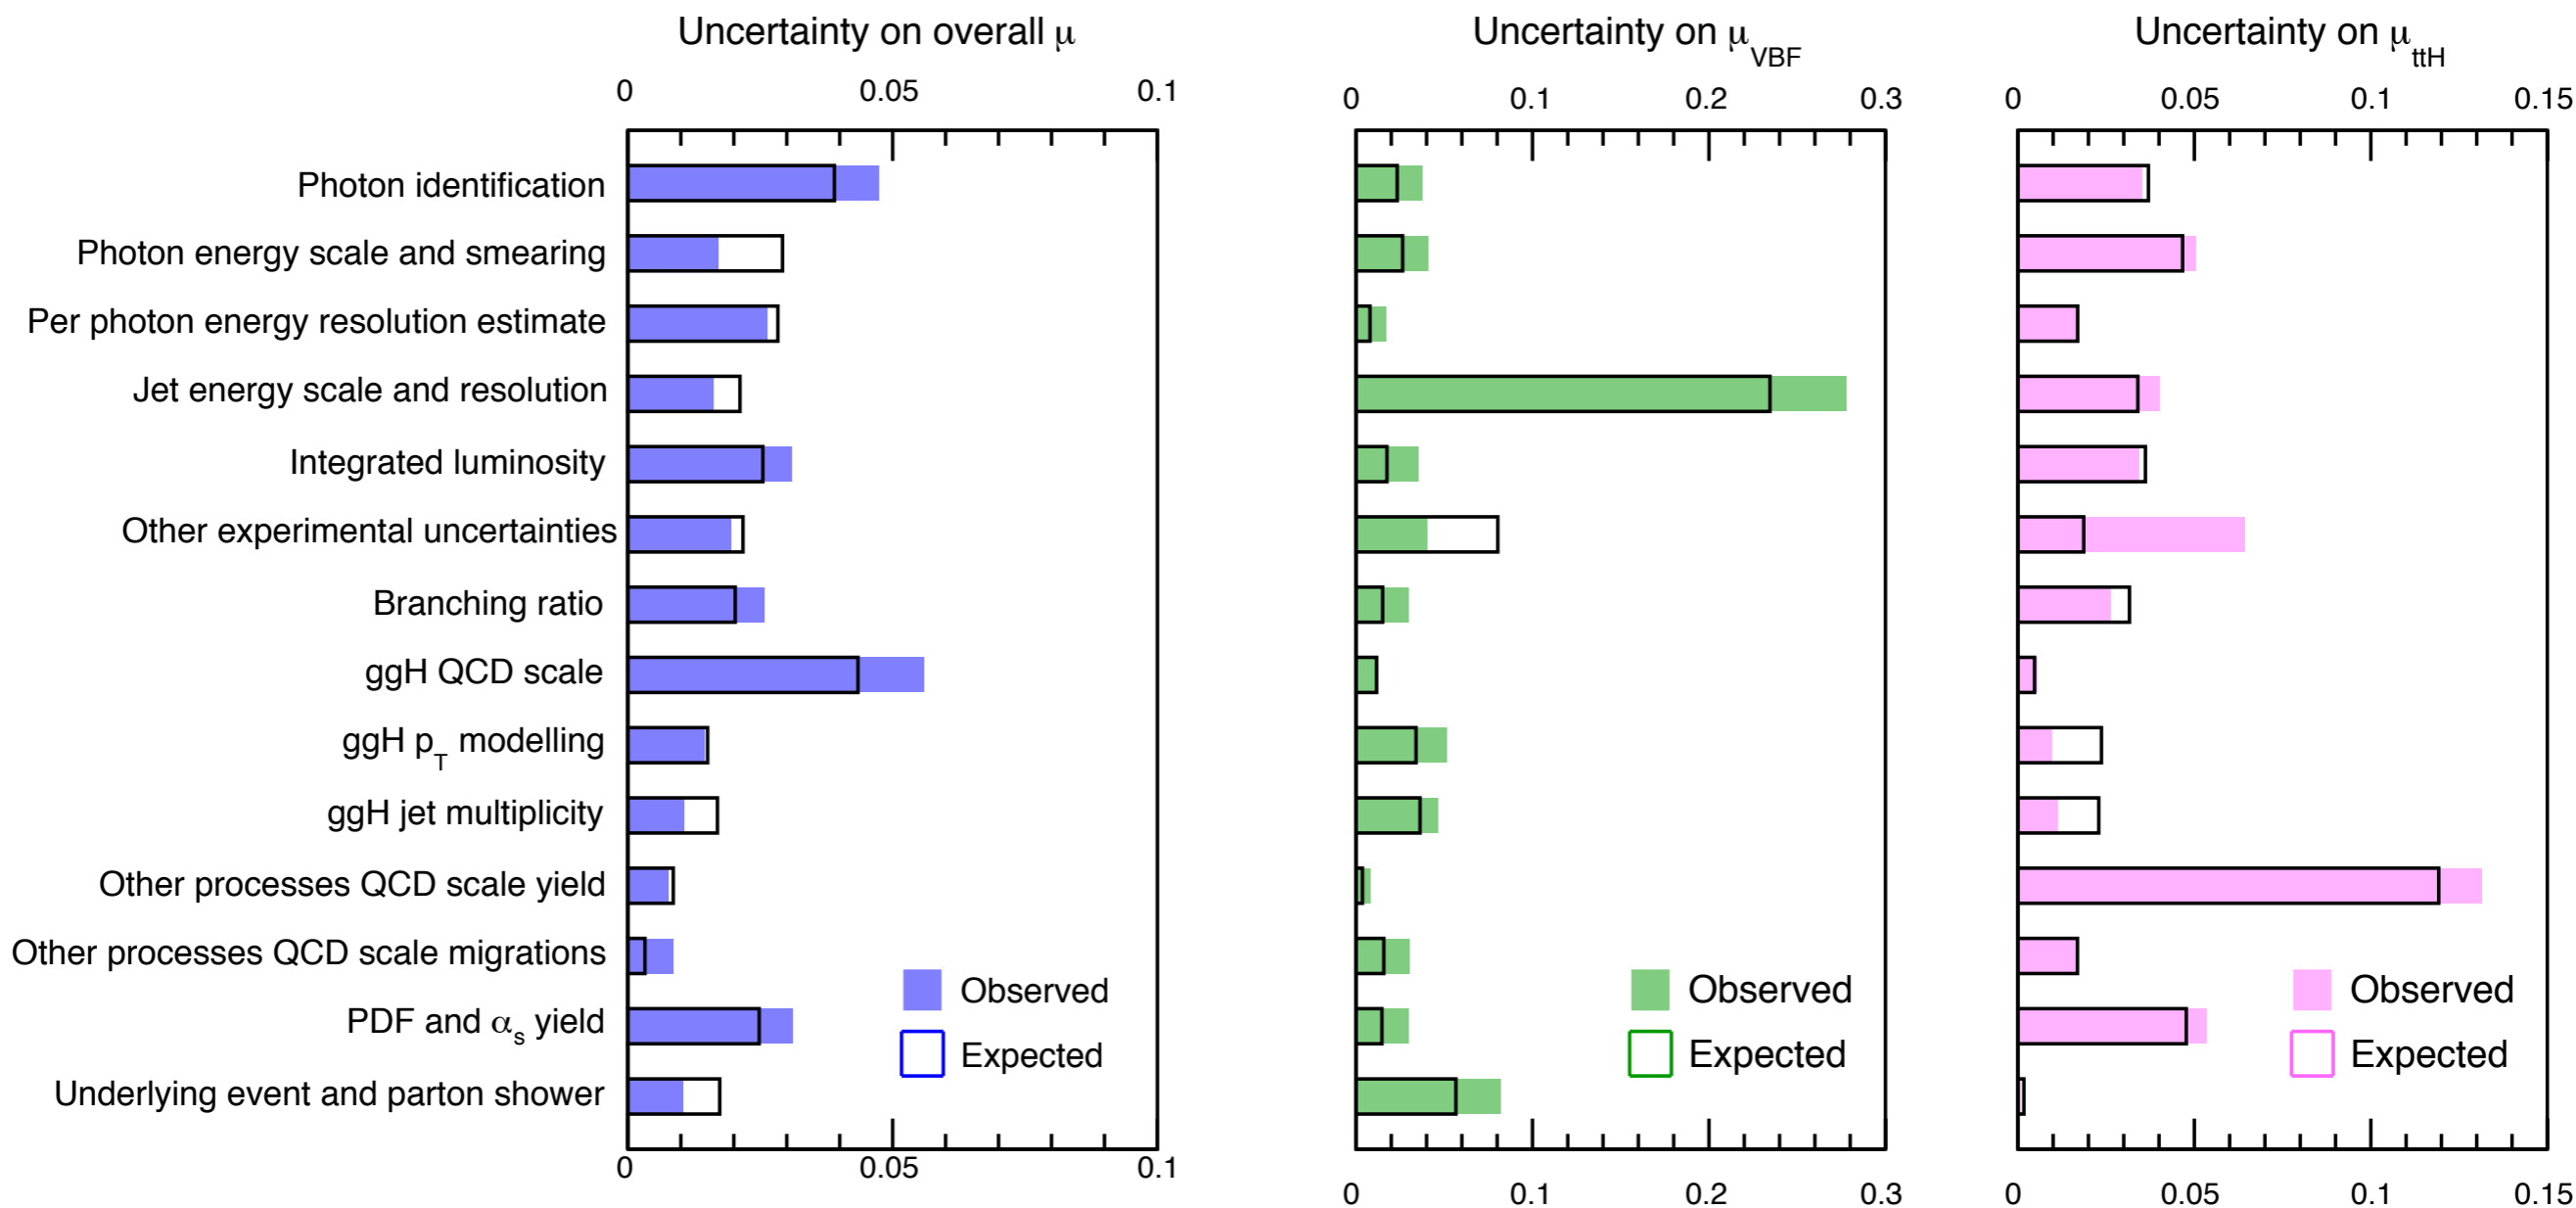 Uncertainty on overall μ
Uncertainty on μVBF
Uncertainty on μttH
0 0.05 0.1
0 0.1 0.2 0.3
0 0.05 0.1 0.15
Photon identification
Photon energy scale and smearing
Per photon energy resolution estimate
Jet energy scale and resolution
Integrated luminosity
Other experimental uncertainties
Branching ratio
ggH QCD scale
ggH pT modelling
ggH jet multiplicity
Other processes QCD scale yield
Other processes QCD scale migrations
PDF and αs yield
Underlying event and parton shower
Observed
Expected
Observed
Expected
Observed
Expected
0 0.05 0.1
0 0.1 0.2 0.3
0 0.05 0.1 0.15